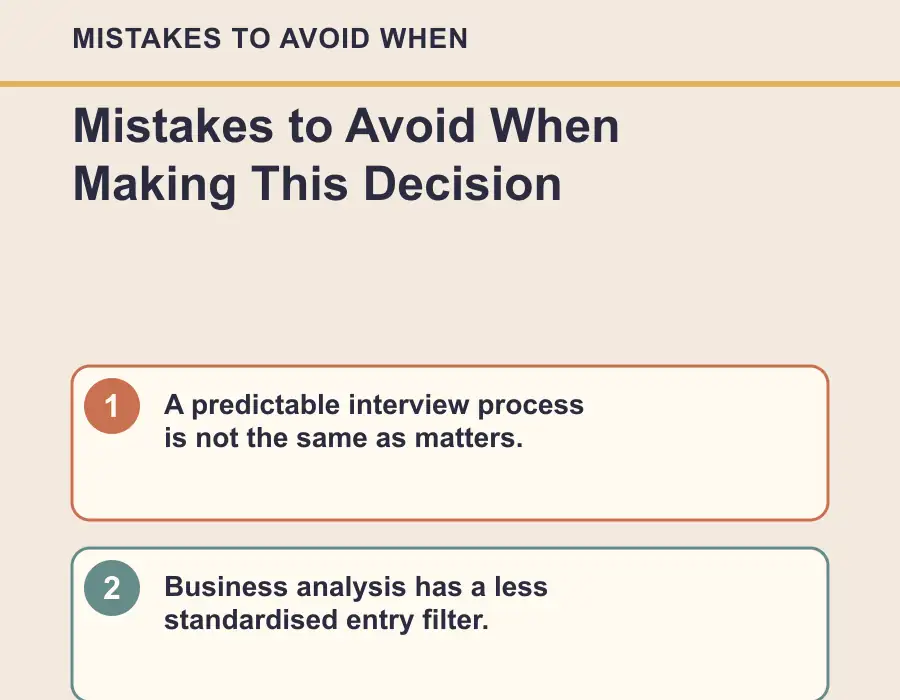 MISTAKES TO AVOID WHEN
Mistakes to Avoid When
Making This Decision
1
A predictable interview process
is not the same as matters.
2
Business analysis has a less
standardised entry filter.